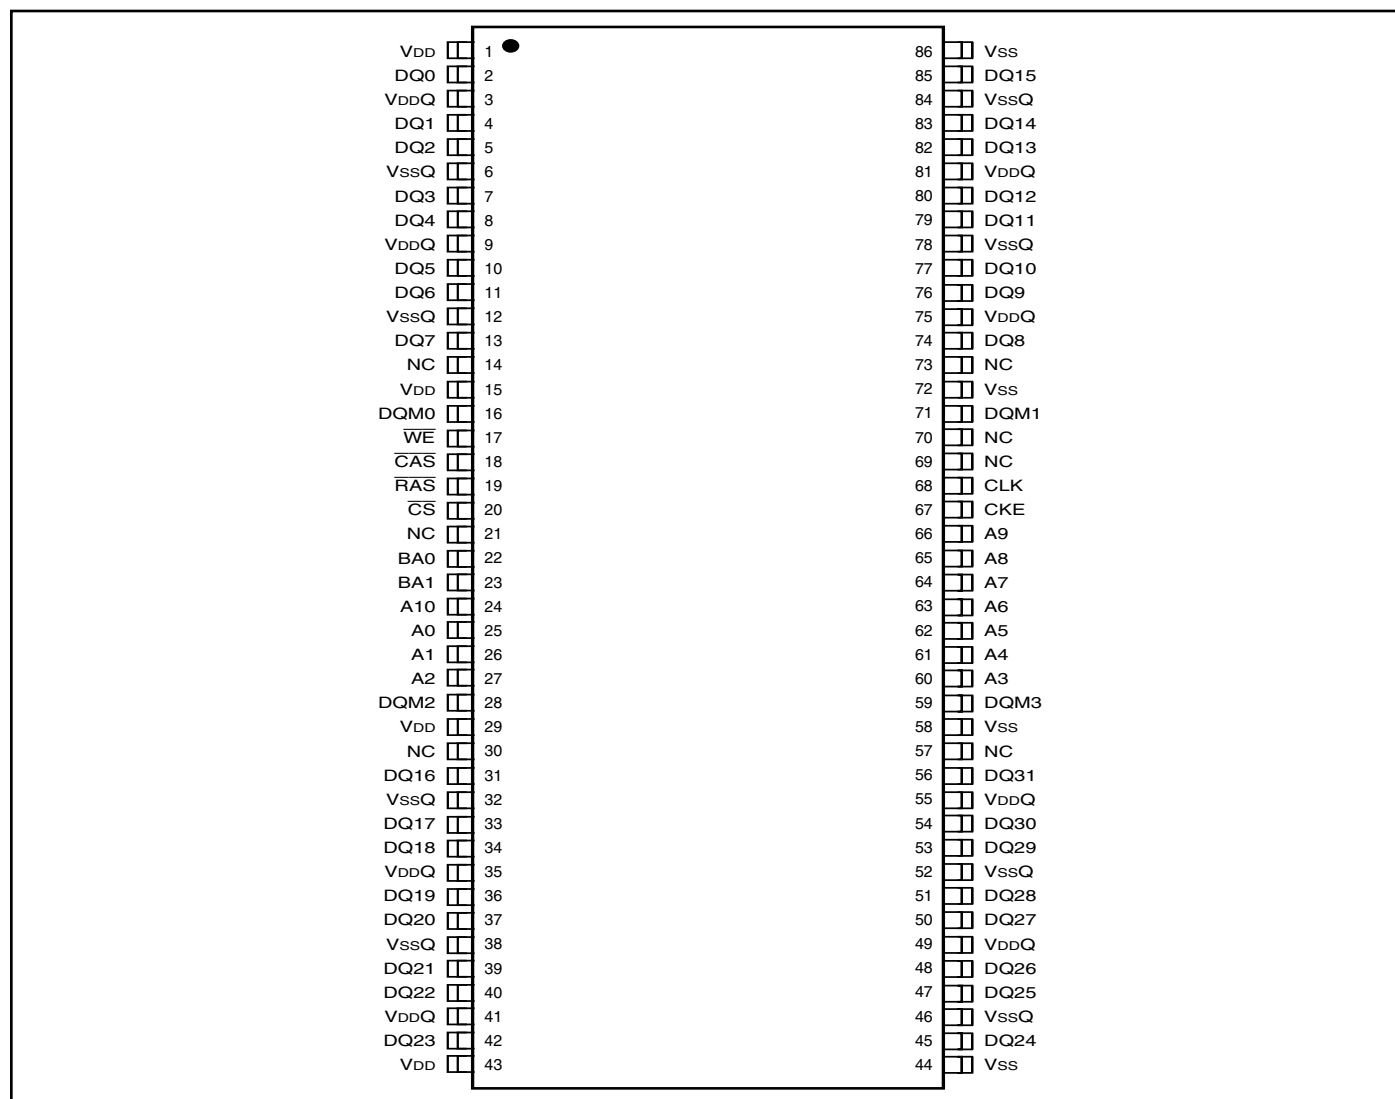 VDD 1 86 VSS
DQ0 2 85 DQ15
VDDQ 3 84 VSSQ
DQ1 4 83 DQ14
DQ2 5 82 DQ13
VSSQ 6 81 VDDQ
DQ3 7 80 DQ12
DQ4 8 79 DQ11
VDDQ 9 78 VSSQ
DQ5 10 77 DQ10
DQ6 11 76 DQ9
VSSQ 12 75 VDDQ
DQ7 13 74 DQ8
NC 14 73 NC
VDD 15 72 VSS
DQM0 16 71 DQM1
W̅E̅ 17 70 NC
C̅A̅S̅ 18 69 NC
R̅A̅S̅ 19 68 CLK
C̅S̅ 20 67 CKE
NC 21 66 A9
BA0 22 65 A8
BA1 23 64 A7
A10 24 63 A6
A0 25 62 A5
A1 26 61 A4
A2 27 60 A3
DQM2 28 59 DQM3
VDD 29 58 VSS
NC 30 57 NC
DQ16 31 56 DQ31
VSSQ 32 55 VDDQ
DQ17 33 54 DQ30
DQ18 34 53 DQ29
VDDQ 35 52 VSSQ
DQ19 36 51 DQ28
DQ20 37 50 DQ27
VSSQ 38 49 VDDQ
DQ21 39 48 DQ26
DQ22 40 47 DQ25
VDDQ 41 46 VSSQ
DQ23 42 45 DQ24
VDD 43 44 VSS